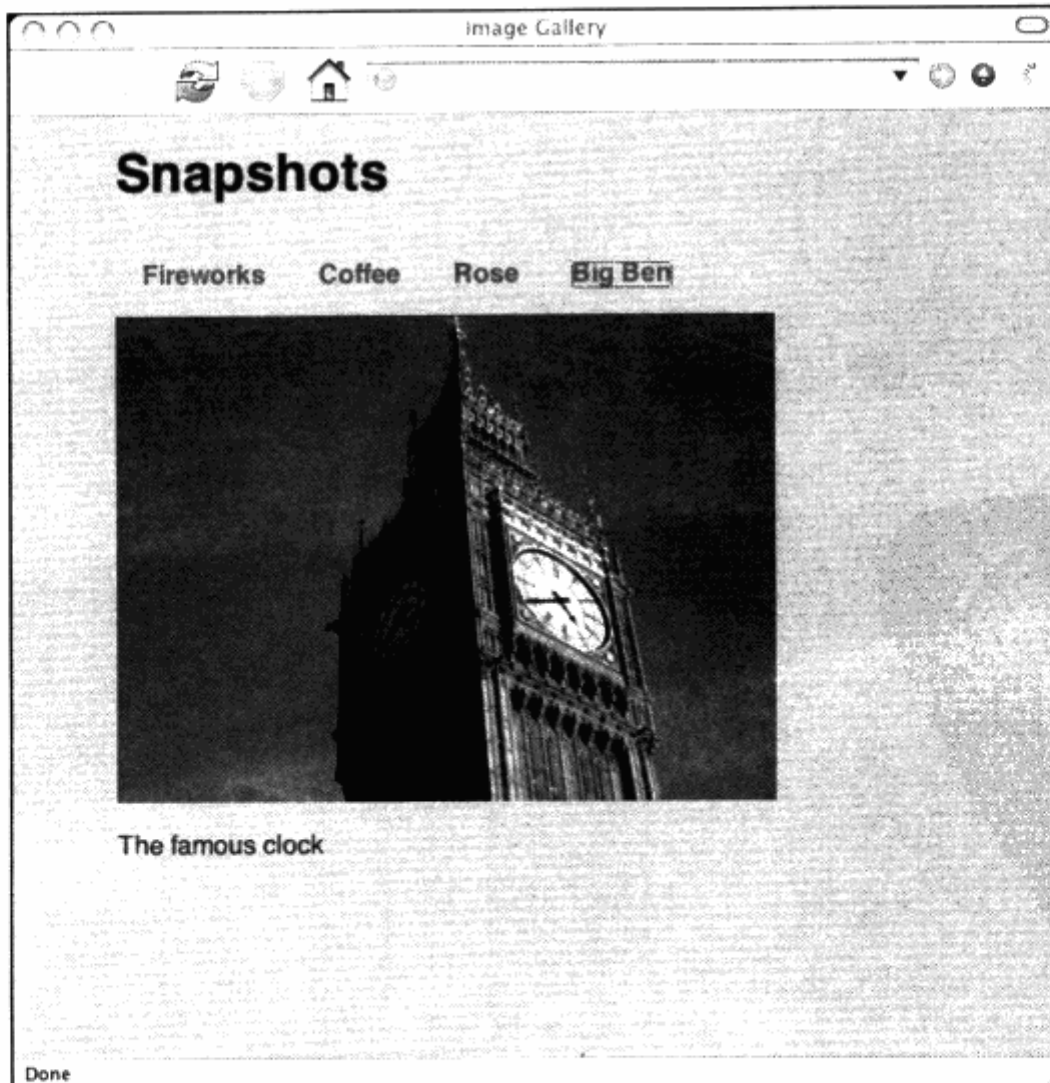 Image Gallery
Snapshots
Fireworks Coffee Rose Big Ben
The famous clock
Done